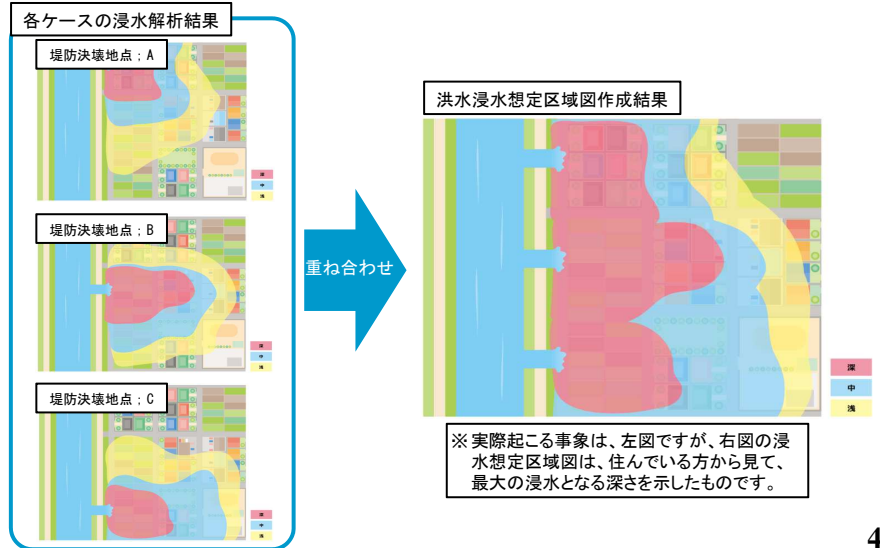 各ケースの浸水解析結果
堤防決壊地点；A
深
中
浅
堤防決壊地点；B
深
中
浅
堤防決壊地点；C
深
中
浅
重ね合わせ
洪水浸水想定区域図作成結果
深
中
浅
※実際起こる事象は、左図ですが、右図の浸
水想定区域図は、住んでいる方から見て、
最大の浸水となる深さを示したものです。
4